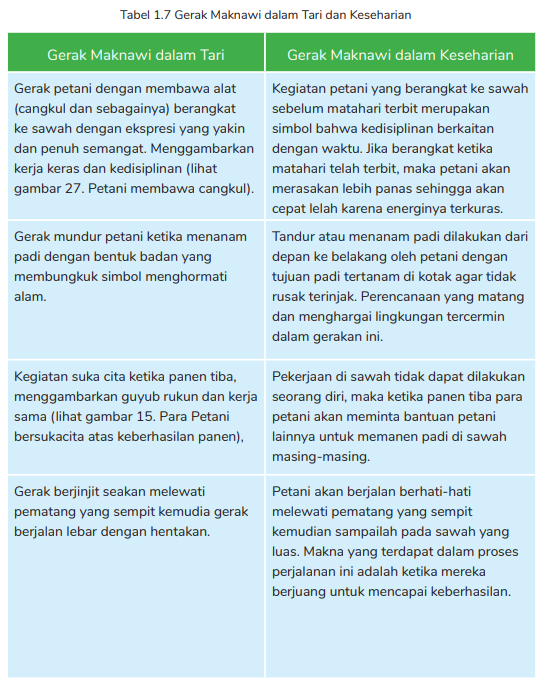 Tabel 1.7 Gerak Maknawi dalam Tari dan Keseharian
Gerak Maknawi dalam Tari
Gerak Maknawi dalam Keseharian
Gerak petani dengan membawa alat
(cangkul dan sebagainya) berangkat
ke sawah dengan ekspresi yang yakin
dan penuh semangat. Menggambarkan
kerja keras dan kedisiplinan (lihat
gambar 27. Petani membawa cangkul).
Kegiatan petani yang berangkat ke sawah
sebelum matahari terbit merupakan
simbol bahwa kedisiplinan berkaitan
dengan waktu. Jika berangkat ketika
matahari telah terbit, maka petani akan
merasakan lebih panas sehingga akan
cepat lelah karena energinya terkuras.
Gerak mundur petani ketika menanam
padi dengan bentuk badan yang
membungkuk simbol menghormati
alam.
Tandur atau menanam padi dilakukan dari
depan ke belakang oleh petani dengan
tujuan padi tertanam di kotak agar tidak
rusak terinjak. Perencanaan yang matang
dan menghargai lingkungan tercermin
dalam gerakan ini.
Kegiatan suka cita ketika panen tiba,
menggambarkan guyub rukun dan kerja
sama (lihat gambar 15. Para Petani
bersukacita atas keberhasilan panen),
Pekerjaan di sawah tidak dapat dilakukan
seorang diri, maka ketika panen tiba para
petani akan meminta bantuan petani
lainnya untuk memanen padi di sawah
masing-masing.
Gerak berjinjit seakan melewati
pematang yang sempit kemudia gerak
berjalan lebar dengan hentakan.
Petani akan berjalan berhati-hati
melewati pematang yang sempit
kemudian sampailah pada sawah yang
luas. Makna yang terdapat dalam proses
perjalanan ini adalah ketika mereka
berjuang untuk mencapai keberhasilan.